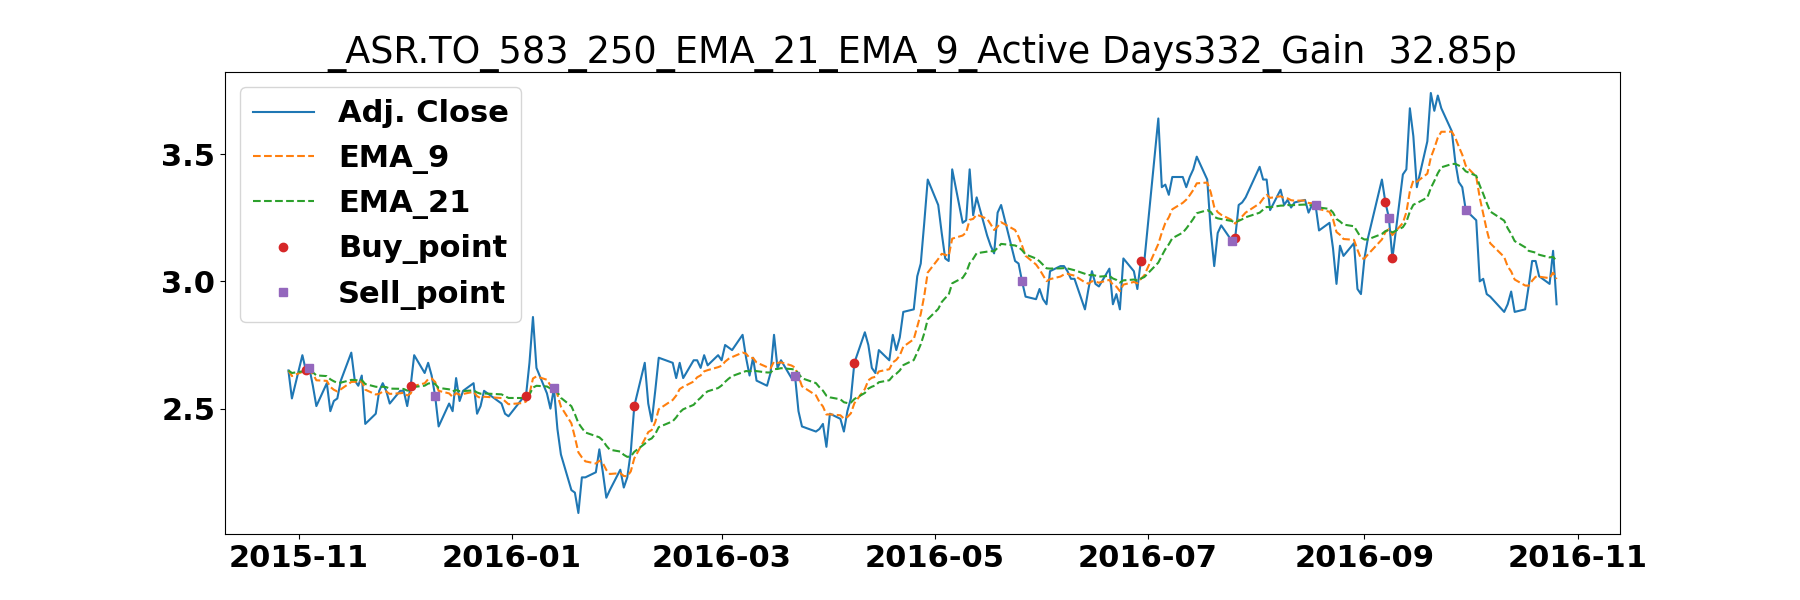 _ASR.TO_583_250_EMA_21_EMA_9_Active Days332_Gain  32.85p
Adj. Close
EMA_9
EMA_21
Buy_point
Sell_point
3.5
3.0
2.5
2015-11 2016-01 2016-03 2016-05 2016-07 2016-09 2016-11